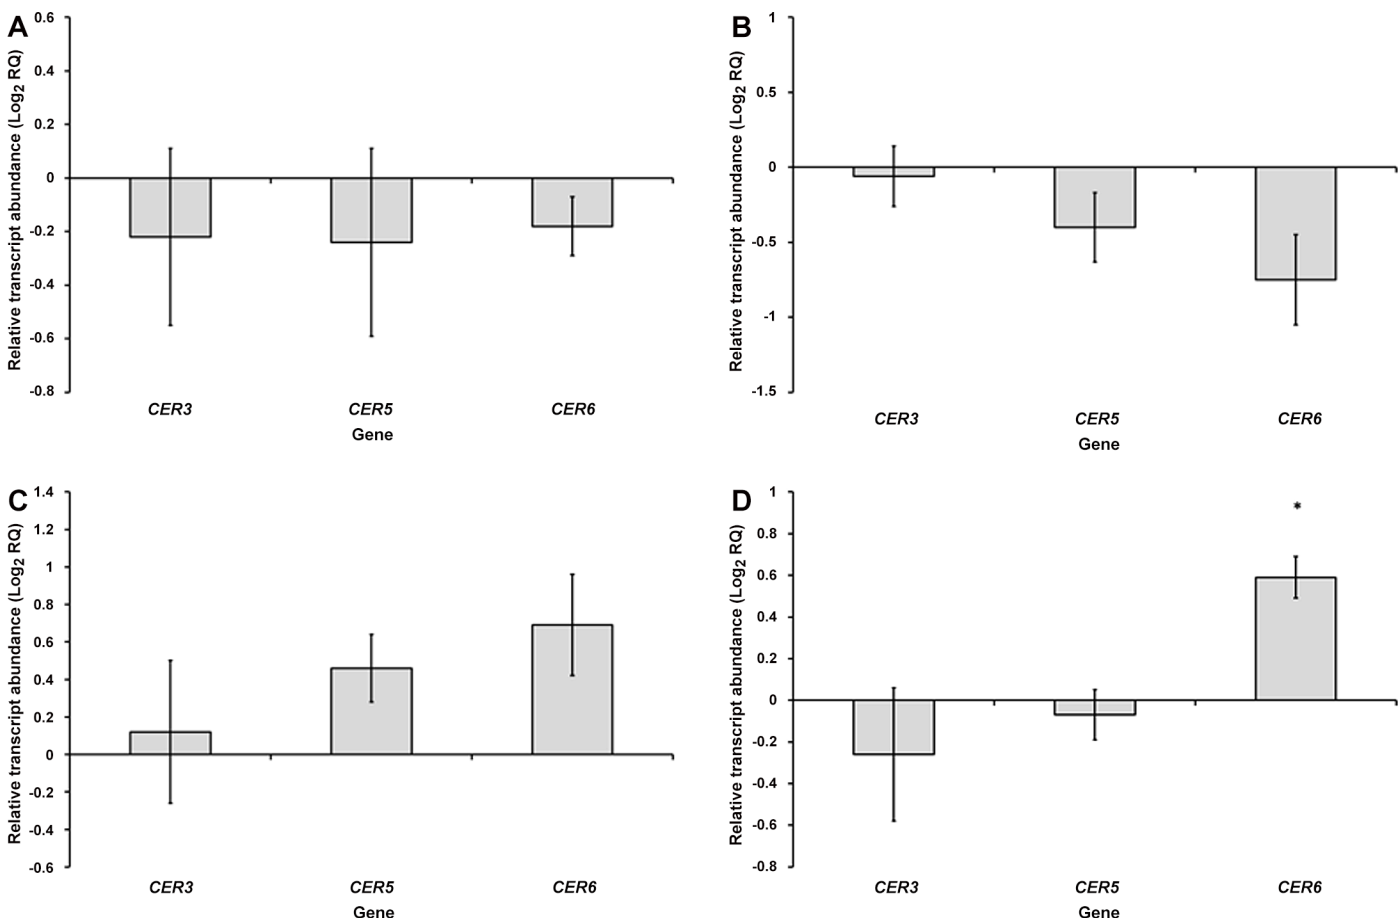 A
Relative transcript abundance (Log2 RQ)
0.6
0.4
0.2
0
-0.2
-0.4
-0.6
-0.8
CER3 CER5 CER6
Gene
B
Relative transcript abundance (Log2 RQ)
1
0.5
0
-0.5
-1
-1.5
CER3 CER5 CER6
Gene
C
Relative transcript abundance (Log2 RQ)
1.4
1.2
1
0.8
0.6
0.4
0.2
0
-0.2
-0.4
-0.6
CER3 CER5 CER6
Gene
D
Relative transcript abundance (Log2 RQ)
1
0.8
0.6
0.4
0.2
0
-0.2
-0.4
-0.6
-0.8
*
CER3 CER5 CER6
Gene